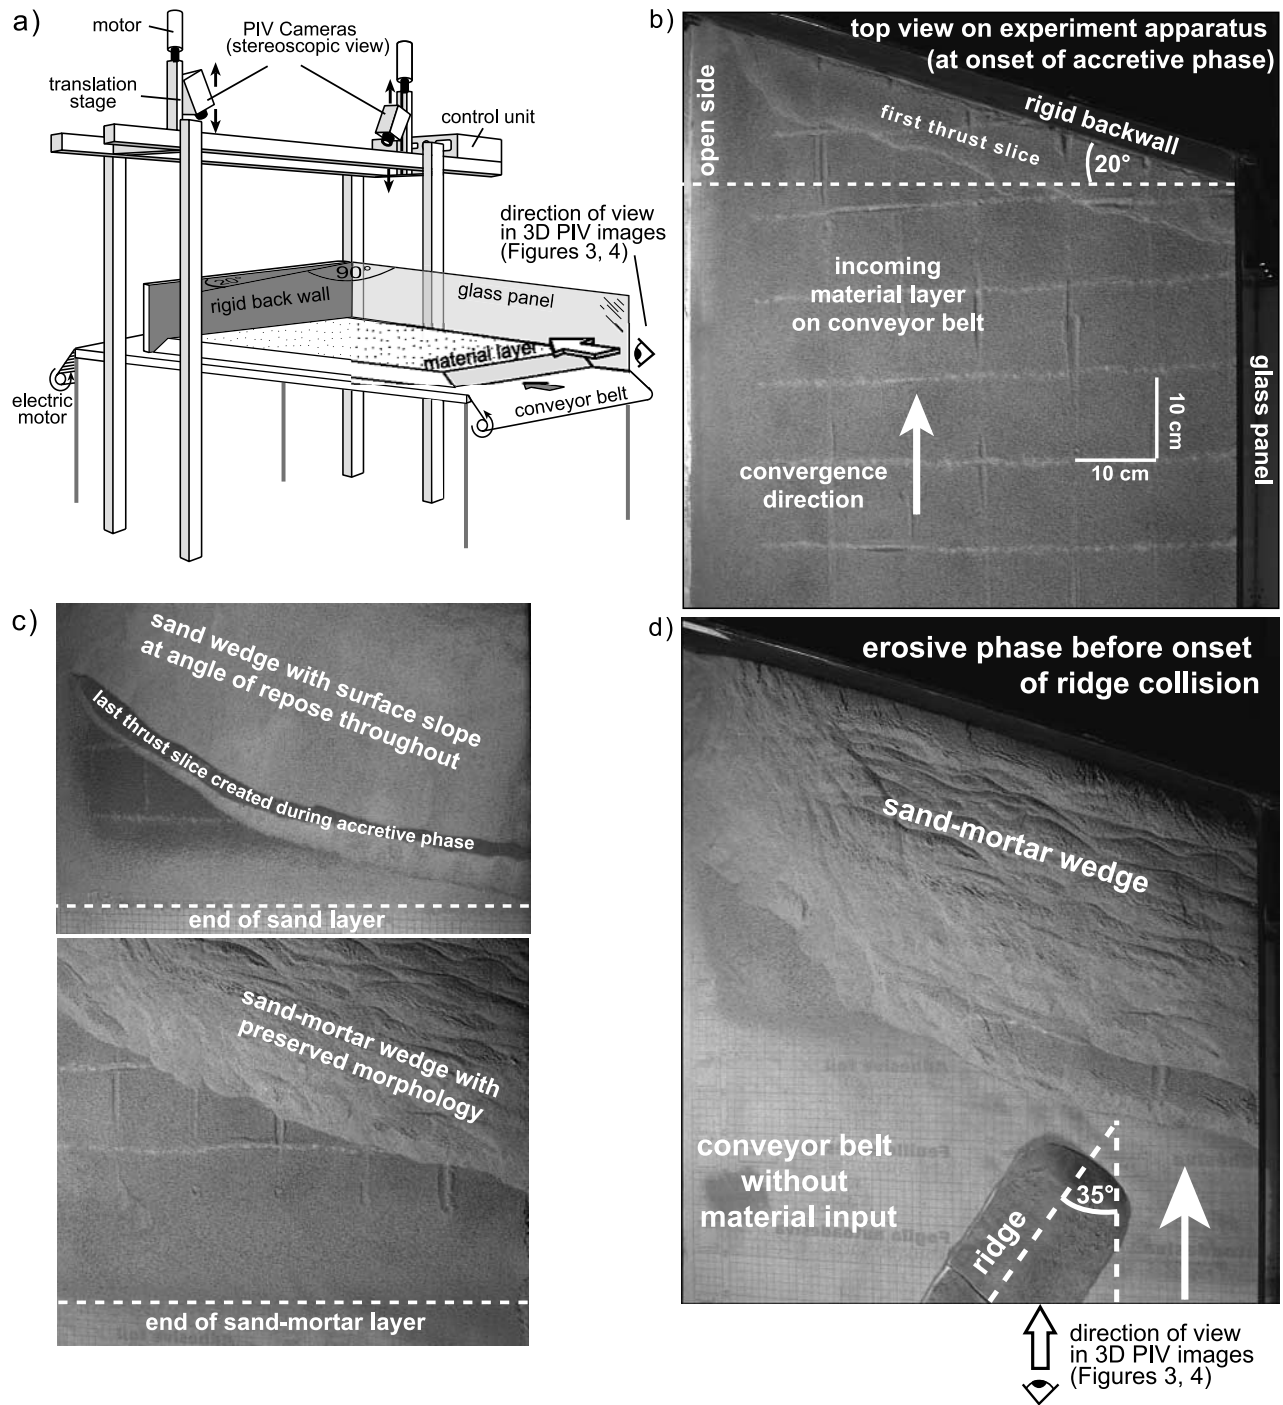 a)
motor
PIV Cameras
(stereoscopic view)
translation
stage
control unit
direction of view
in 3D PIV images
(Figures 3, 4)
20°
90°
rigid back wall
glass panel
material layer
electric
motor
conveyor belt
b)
top view on experiment apparatus
(at onset of accretive phase)
open side
rigid backwall
first thrust slice
20°
incoming
material layer
on conveyor belt
10 cm
10 cm
convergence
direction
glass panel
c)
sand wedge with surface slope
at angle of repose throughout
last thrust slice created during accretive phase
end of sand layer
sand-mortar wedge with
preserved morphology
end of sand-mortar layer
d)
erosive phase before onset
of ridge collision
sand-mortar wedge
conveyor belt
without
material input
35°
ridge
direction of view
in 3D PIV images
(Figures 3, 4)